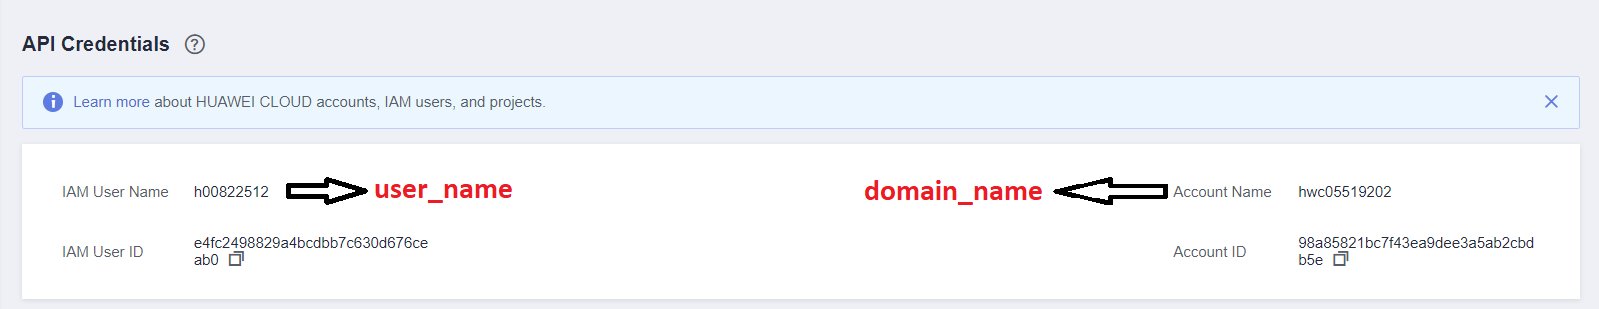 API Credentials
Learn more about HUAWEI CLOUD accounts, IAM users, and projects.
IAM User Name h00822512 user_name domain_name Account Name hwc05519202
IAM User ID e4fc2498829a4bcdbb7c630d676ce
ab0
Account ID 98a85821bc7f43ea9dee3a5ab2cbd
b5e